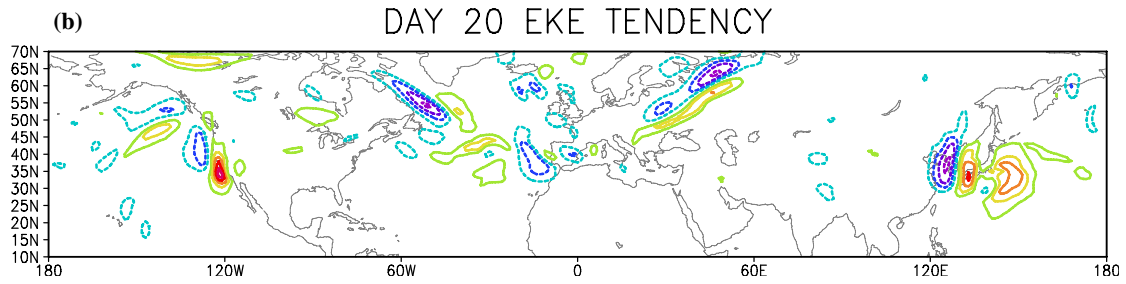 (b)
DAY 20 EKE TENDENCY
70N
65N
60N
55N
50N
45N
40N
35N
30N
25N
20N
15N
10N
180 120W 60W 0 60E 120E 180